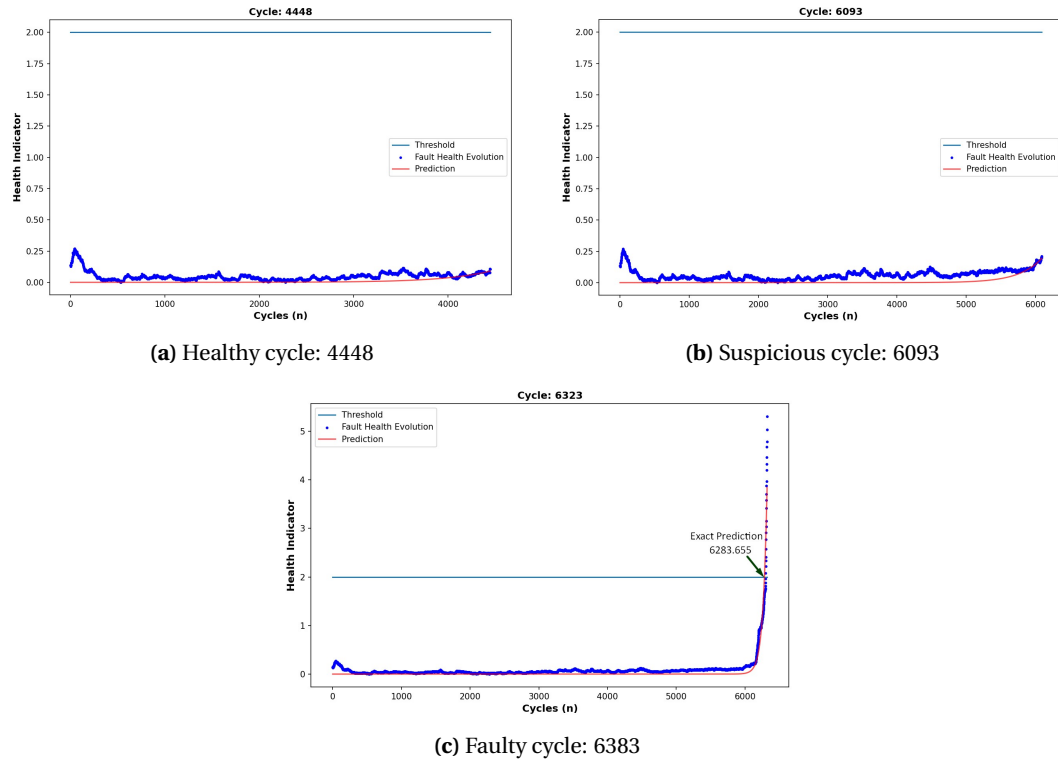 Cycle: 4448
2.00
1.75
1.50
1.25
1.00
0.75
0.50
0.25
0.00
Health Indicator
Threshold
Fault Health Evolution
Prediction
0
1000
2000
3000
4000
Cycles (n)
(a) Healthy cycle: 4448
Cycle: 6093
2.00
1.75
1.50
1.25
1.00
0.75
0.50
0.25
0.00
Health Indicator
Threshold
Fault Health Evolution
Prediction
0
1000
2000
3000
4000
5000
6000
Cycles (n)
(b) Suspicious cycle: 6093
Cycle: 6323
Threshold
Fault Health Evolution
Prediction
5
4
3
2
1
0
Health Indicator
Exact Prediction
6283.655
0
1000
2000
3000
4000
5000
6000
Cycles (n)
(c) Faulty cycle: 6383